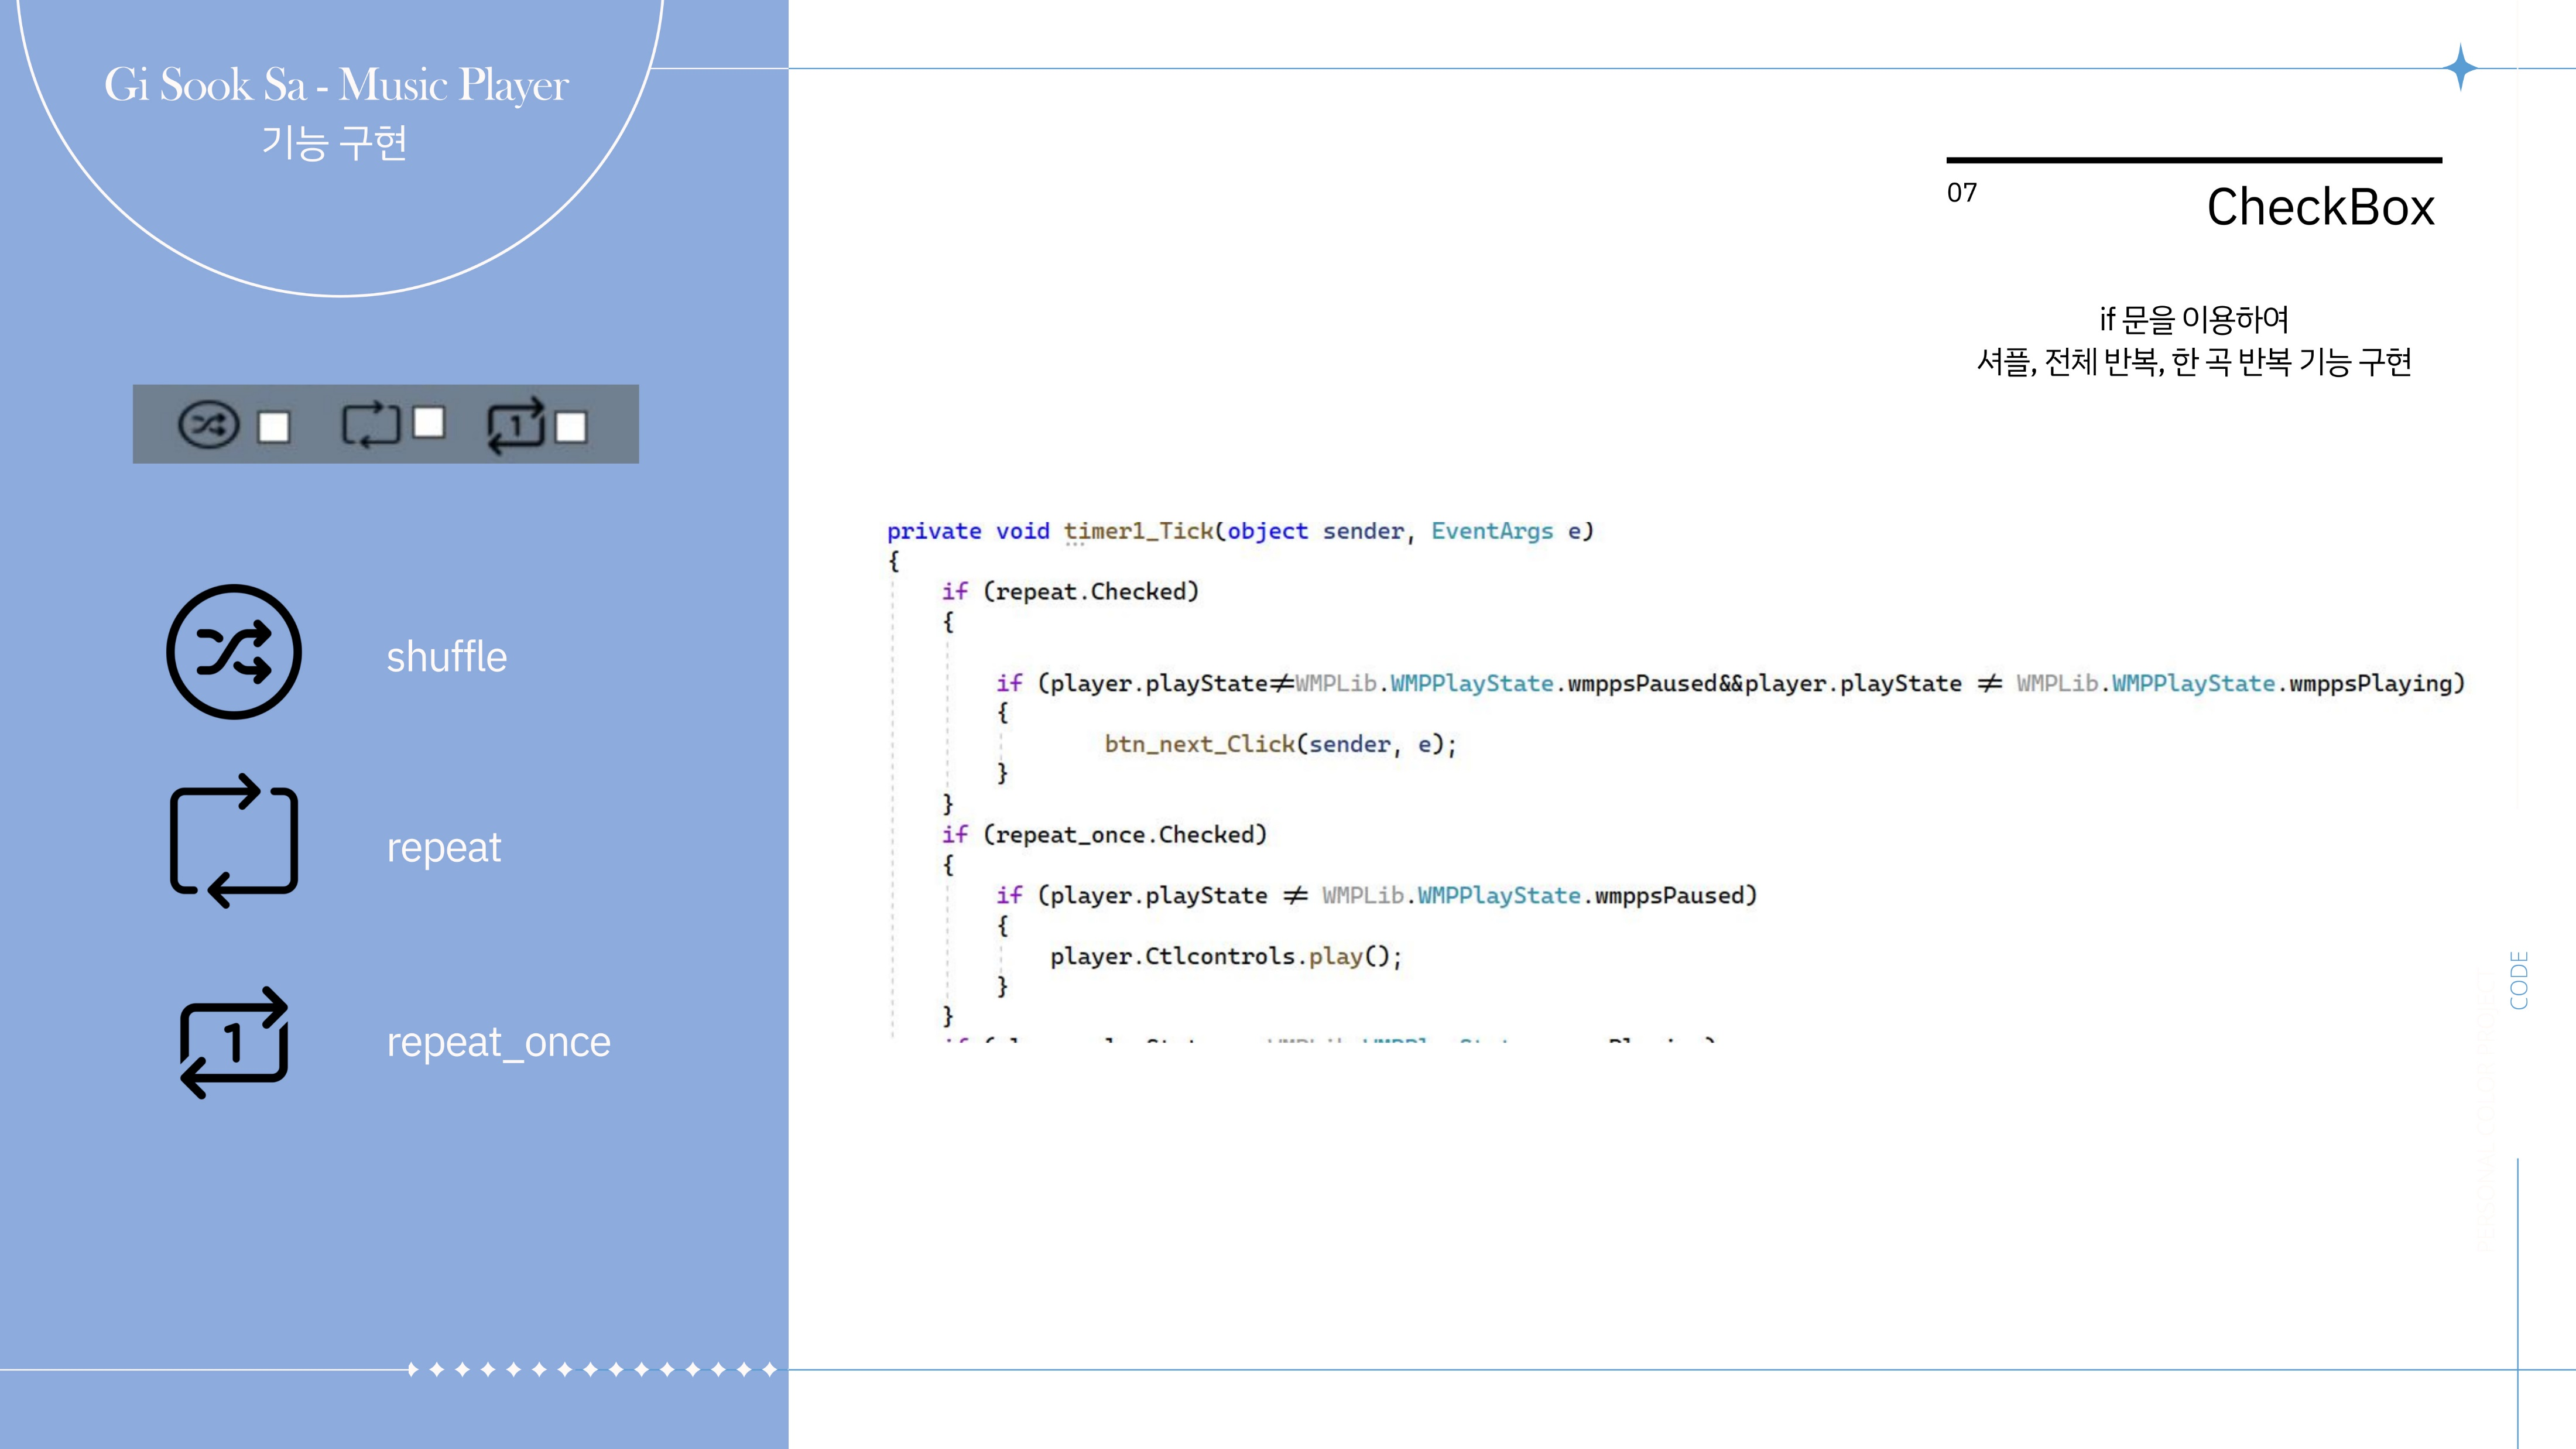 Gi Sook Sa - Music Player
기능 구현
shuffle
repeat
1
repeat_once
07
CheckBox
if 문을 이용하여
셔플, 전체 반복, 한 곡 반복 기능 구현
private void timer1_Tick(object sender, EventArgs e)
{
if (repeat.Checked)
{
if (player.playState≠WMPLib.WMPPlayState.wmppsPaused&&player.playState ≠ WMPLib.WMPPlayState.wmppsPlaying)
{
btn_next_Click(sender, e);
}
}
if (repeat_once.Checked)
{
if (player.playState ≠ WMPLib.WMPPlayState.wmppsPaused)
{
player.Ctlcontrols.play();
}
}
CODE